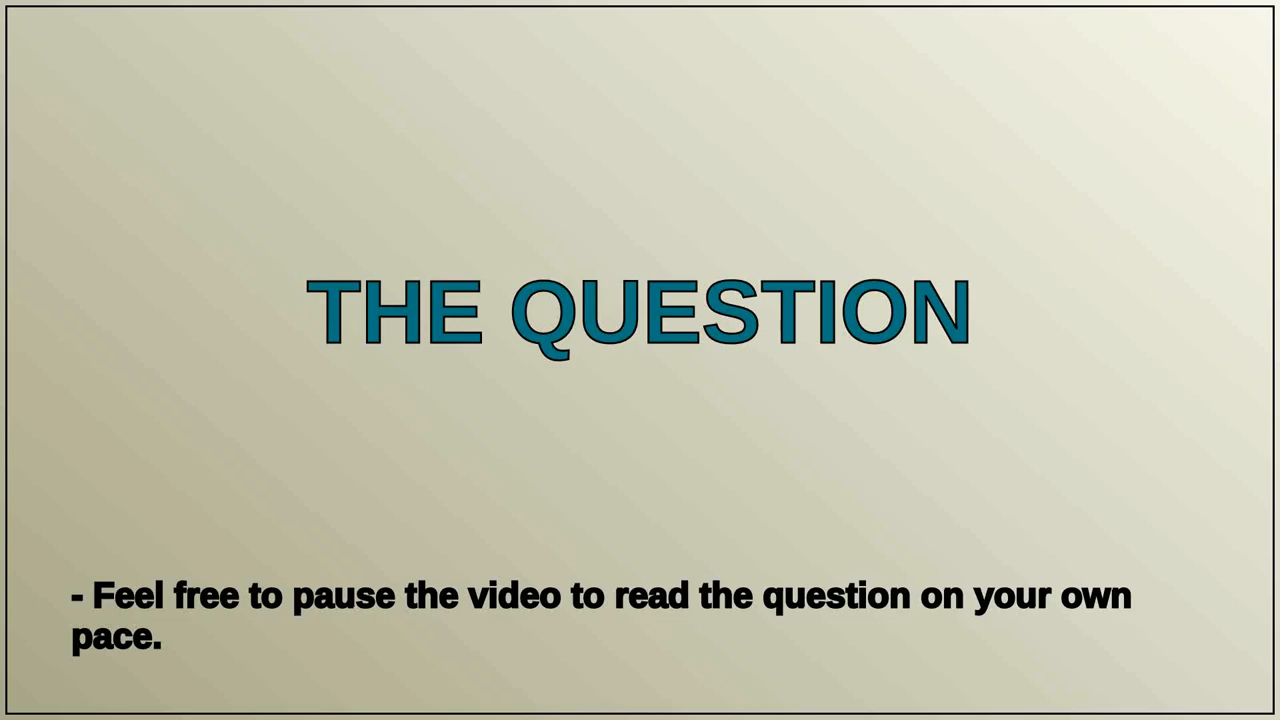 THE QUESTION
- Feel free to pause the video to read the question on your own
pace.